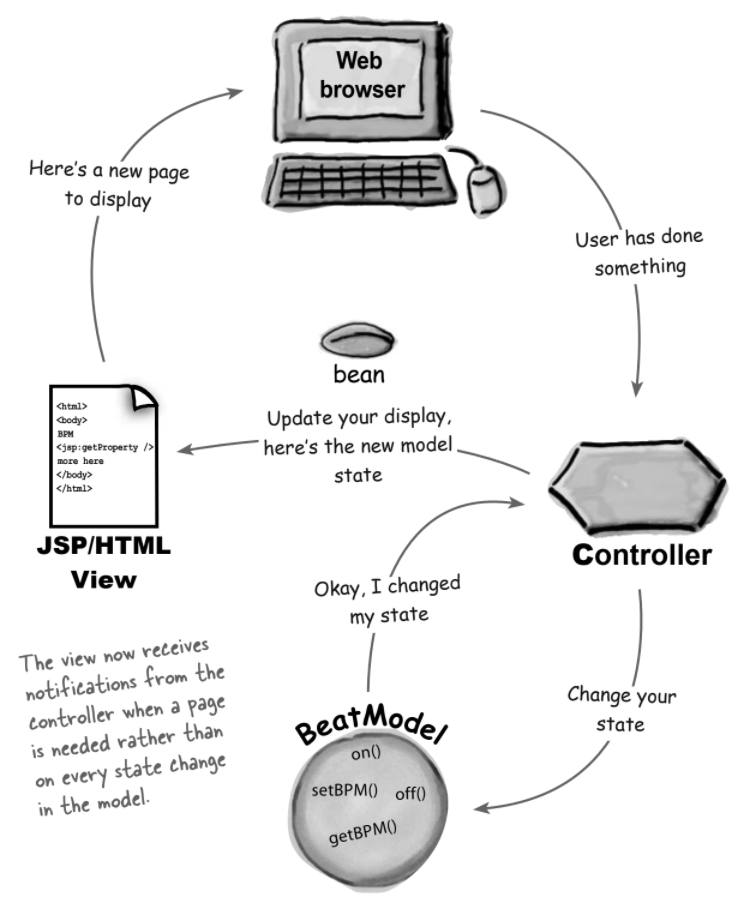 Web
browser
Here's a new page
to display
User has done
something
bean
Update your display,
here's the new model
state
<html>
<body>
BPM
<jsp:getProperty />
more here
</body>
</html>
JSP/HTML
View
Controller
Okay, I changed
my state
Change your
state
The view now receives
notifications from the
controller when a page
is needed rather than
on every state change
in the model.
BeatModel
on()
setBPM() off()
getBPM()